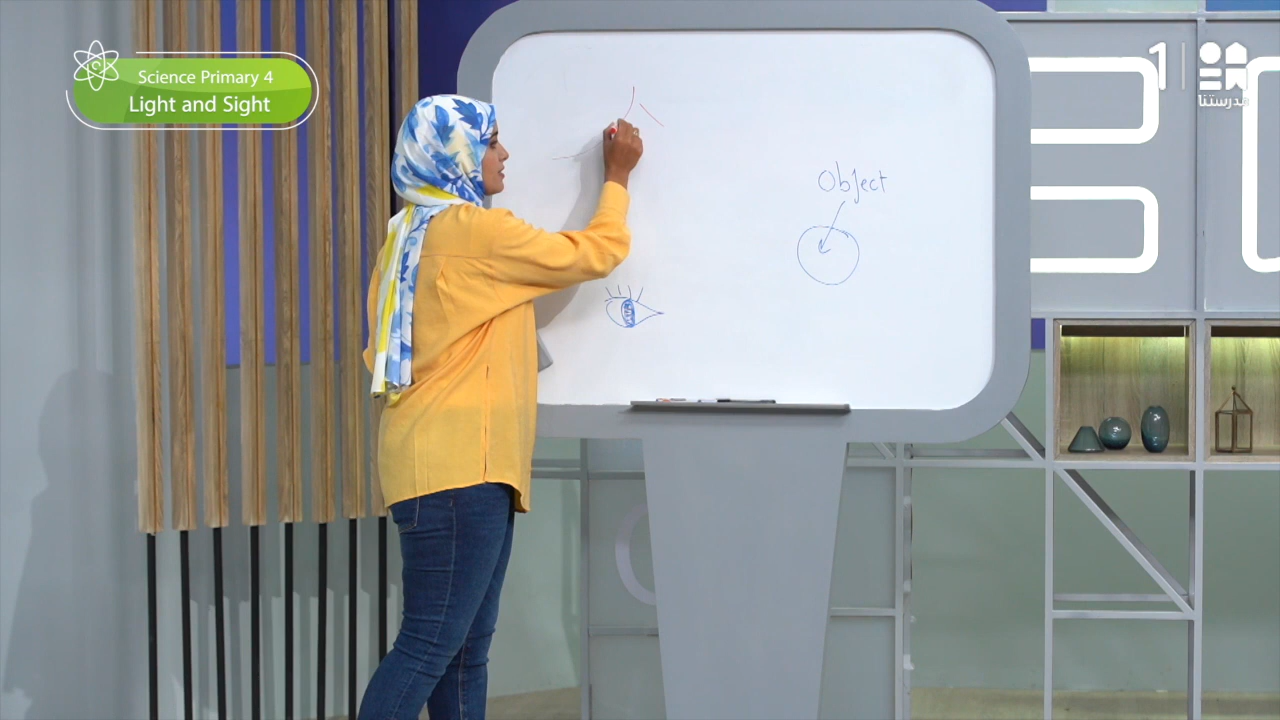 Science Primary 4
Light and Sight
1
مدرستنا
Object